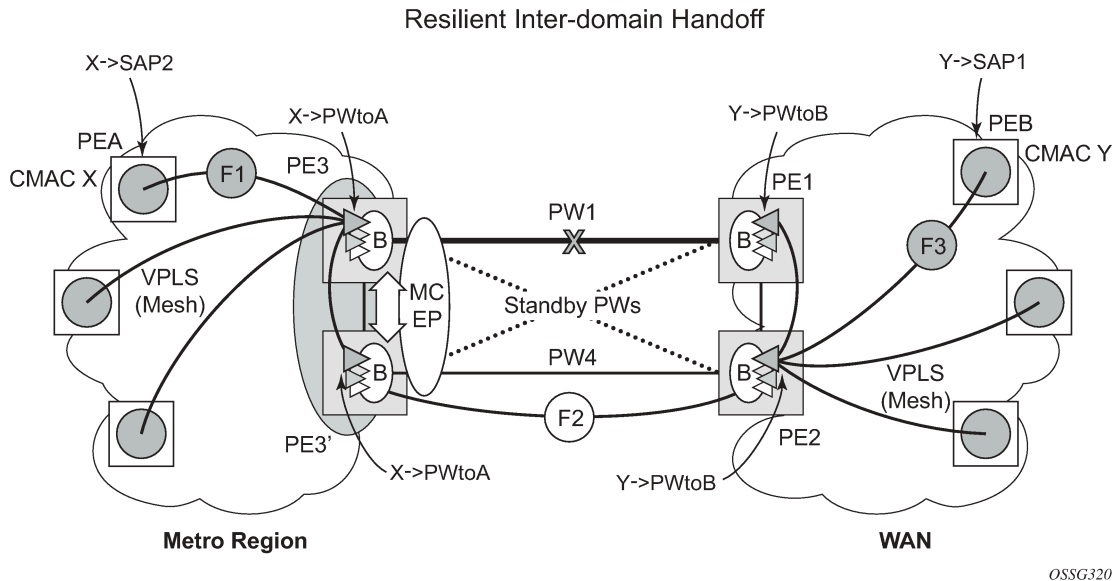 Resilient Inter-domain Handoff
X->SAP2
Y->SAP1
X->PWtoA
Y->PWtoB
PEA
PEB
CMAC X
F1
PE3
PW1
PE1
CMAC Y
B
X
B
F3
VPLS
(Mesh)
MC
EP
Standby PWs
PW4
B
B
VPLS
(Mesh)
F2
PE3’
PE2
X->PWtoA
Y->PWtoB
Metro Region
WAN
OSSG320